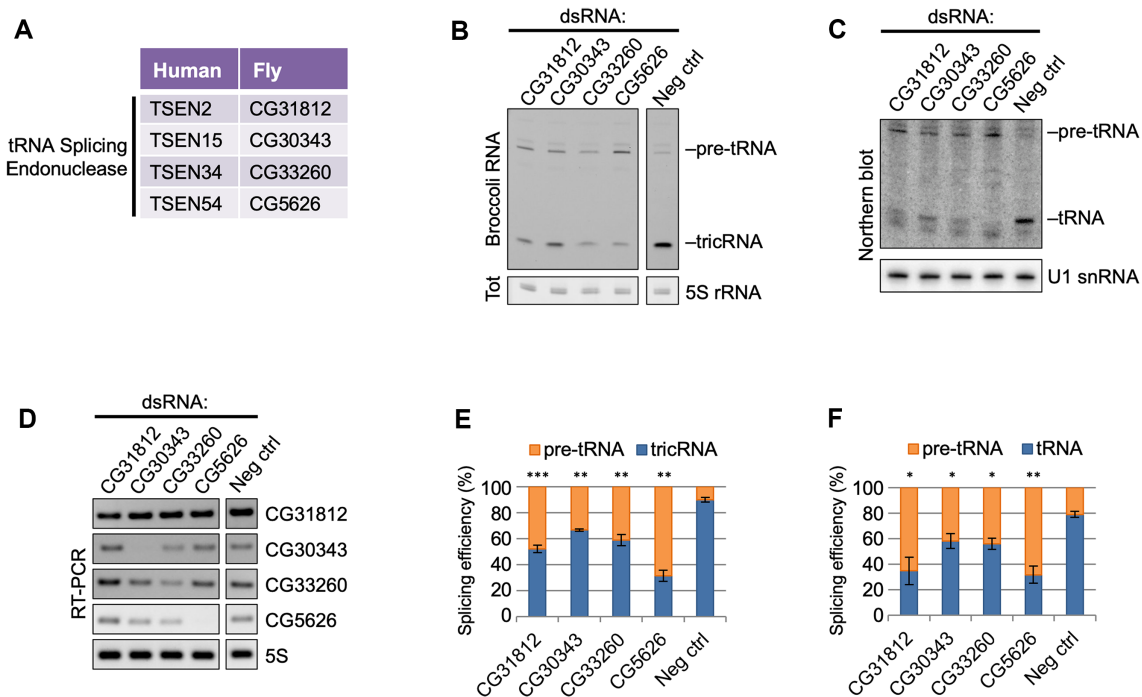 A
Human Fly
TSEN2 CG31812
TSEN15 CG30343
TSEN34 CG33260
TSEN54 CG5626
tRNA Splicing
Endonuclease
B
dsRNA:
CG31812 CG30343 CG33260 CG5626 Neg ctrl
Broccoli RNA
–pre-tRNA
–tricRNA
Tot
5S rRNA
C
dsRNA:
CG31812 CG30343 CG33260 CG5626 Neg ctrl
Northern blot
–pre-tRNA
–tRNA
U1 snRNA
D
dsRNA:
CG31812 CG30343 CG33260 CG5626 Neg ctrl
RT-PCR
CG31812
CG30343
CG33260
CG5626
5S
E
pre-tRNA tricRNA
*** ** ** **
Splicing efficiency (%)
100
80
60
40
20
0
CG31812 CG30343 CG33260 CG5626 Neg ctrl
F
pre-tRNA tRNA
* * * **
Splicing efficiency (%)
100
80
60
40
20
0
CG31812 CG30343 CG33260 CG5626 Neg ctrl